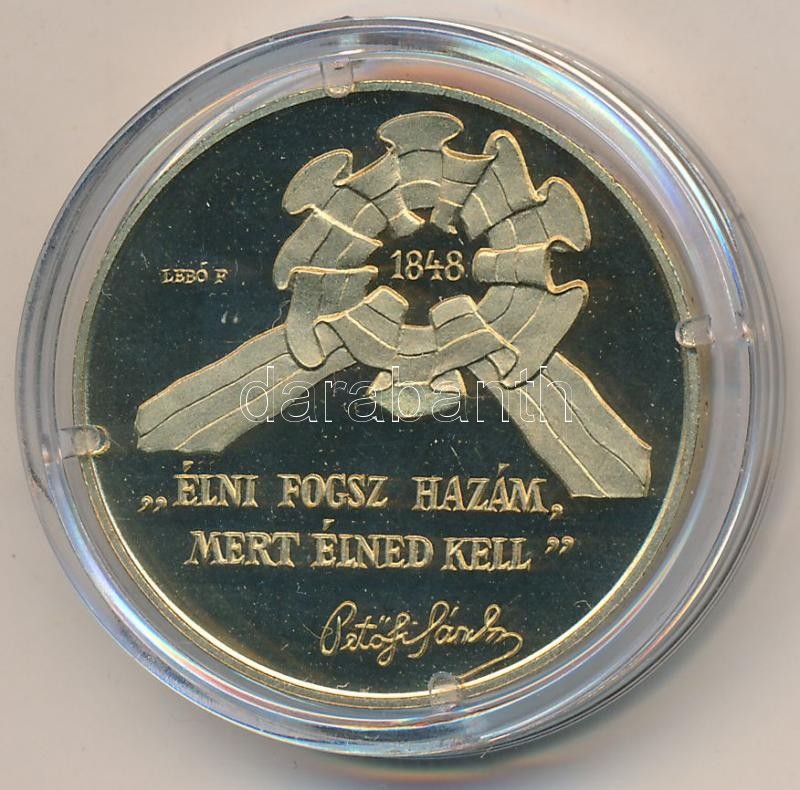 1848
LEBÓ F
darabanth
„ÉLNI FOGSZ HAZÁM,
MERT ÉLNED KELL”
Petőfi Sándor